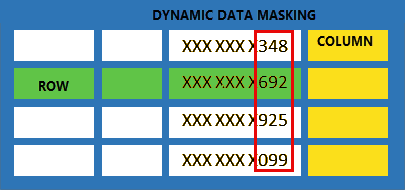 DYNAMIC DATA MASKING
XXX XXX X348 COLUMN
ROW XXX XXX X692
XXX XXX X925
XXX XXX X099